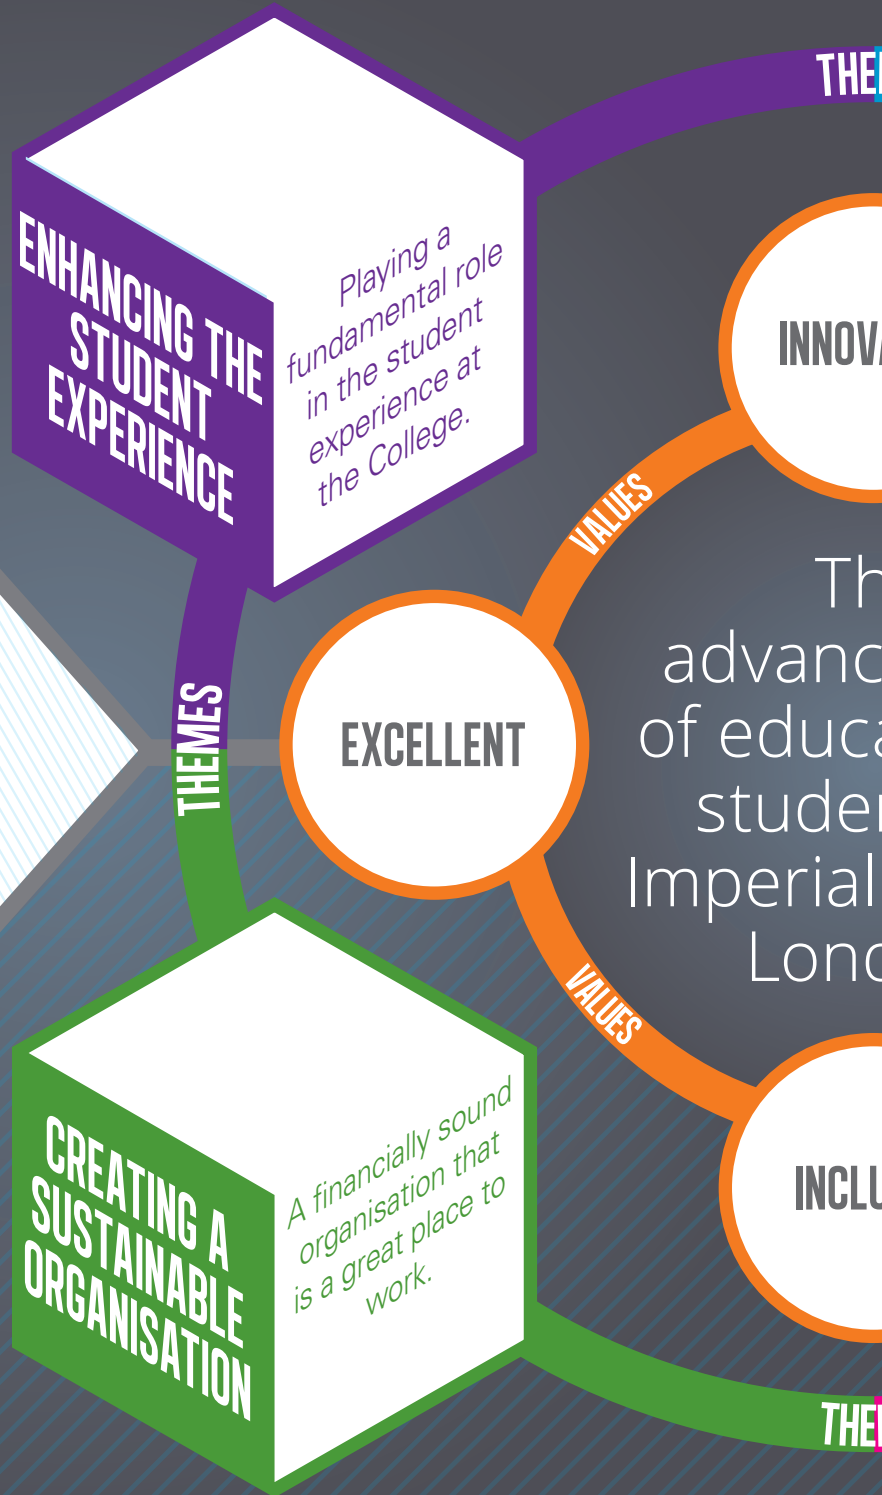 THE
ENHANCING THE
STUDENT
EXPERIENCE
Playing a
fundamental role
in the student
experience at
the College.
INNOVA
VALUES
THEMES
EXCELLENT
Th
advanc
of educa
studen
Imperial
Lond
VALUES
CREATING A
SUSTAINABLE
ORGANISATION
A financially sound
organisation that
is a great place to
work.
INCLU
THE